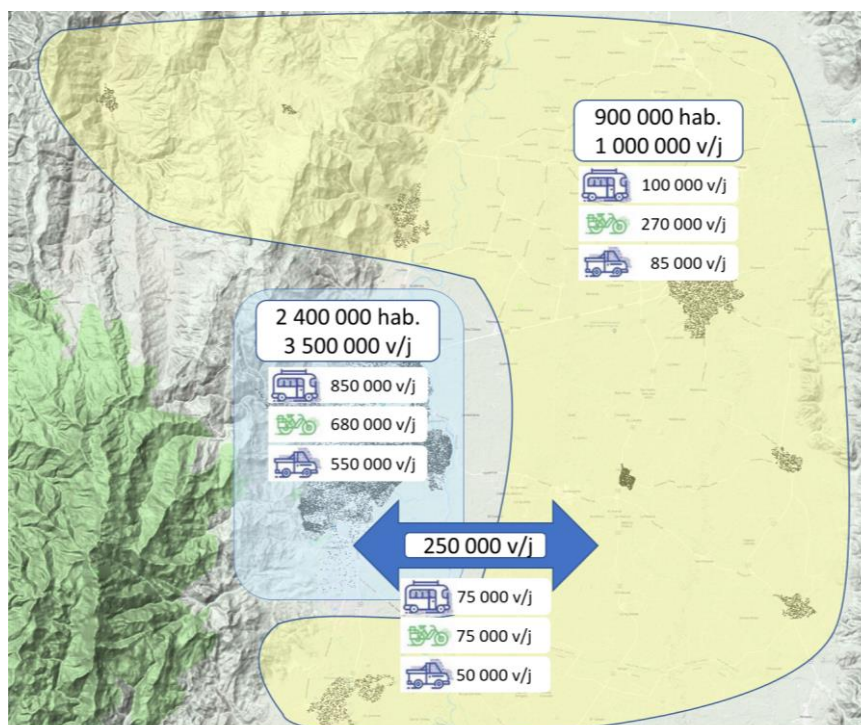 900 000 hab.
1 000 000 v/j
100 000 v/j
270 000 v/j
85 000 v/j
2 400 000 hab.
3 500 000 v/j
850 000 v/j
680 000 v/j
550 000 v/j
250 000 v/j
75 000 v/j
75 000 v/j
50 000 v/j